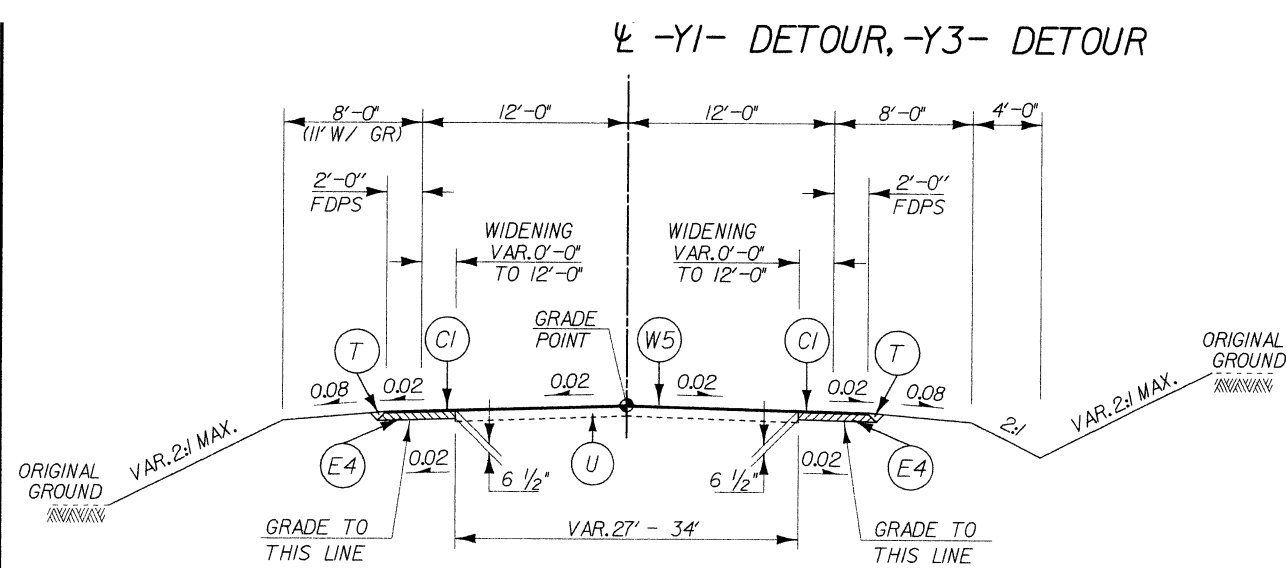 ℄ -Y1- DETOUR, -Y3- DETOUR
8'-0" 12'-0" 12'-0" 8'-0" 4'-0"
(11' W/ GR)
2'-0" 2'-0"
FDPS FDPS
WIDENING WIDENING
VAR. 0'-0" VAR. 0'-0"
TO 12'-0" TO 12'-0"
GRADE
POINT
T C1 W5 C1 T
ORIGINAL
GROUND
0.08 0.02 0.02 0.02 0.02 0.08
VAR. 2:1 MAX. 2:1 VAR. 2:1 MAX.
ORIGINAL
GROUND
E4 0.02 6 1/2" U 6 1/2" 0.02 E4
GRADE TO VAR. 27' - 34' GRADE TO
THIS LINE THIS LINE